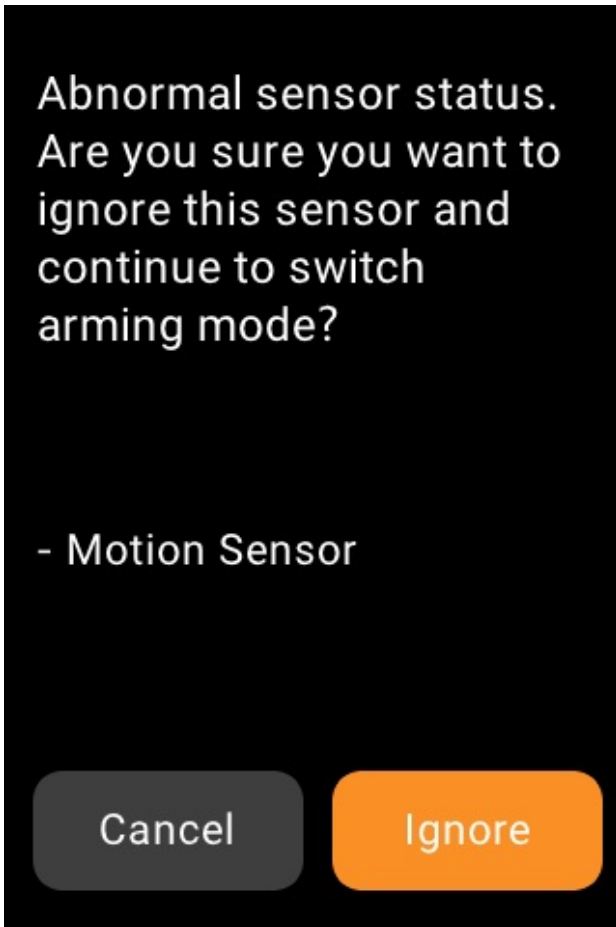 Abnormal sensor status.
Are you sure you want to
ignore this sensor and
continue to switch
arming mode?
- Motion Sensor
Cancel
Ignore